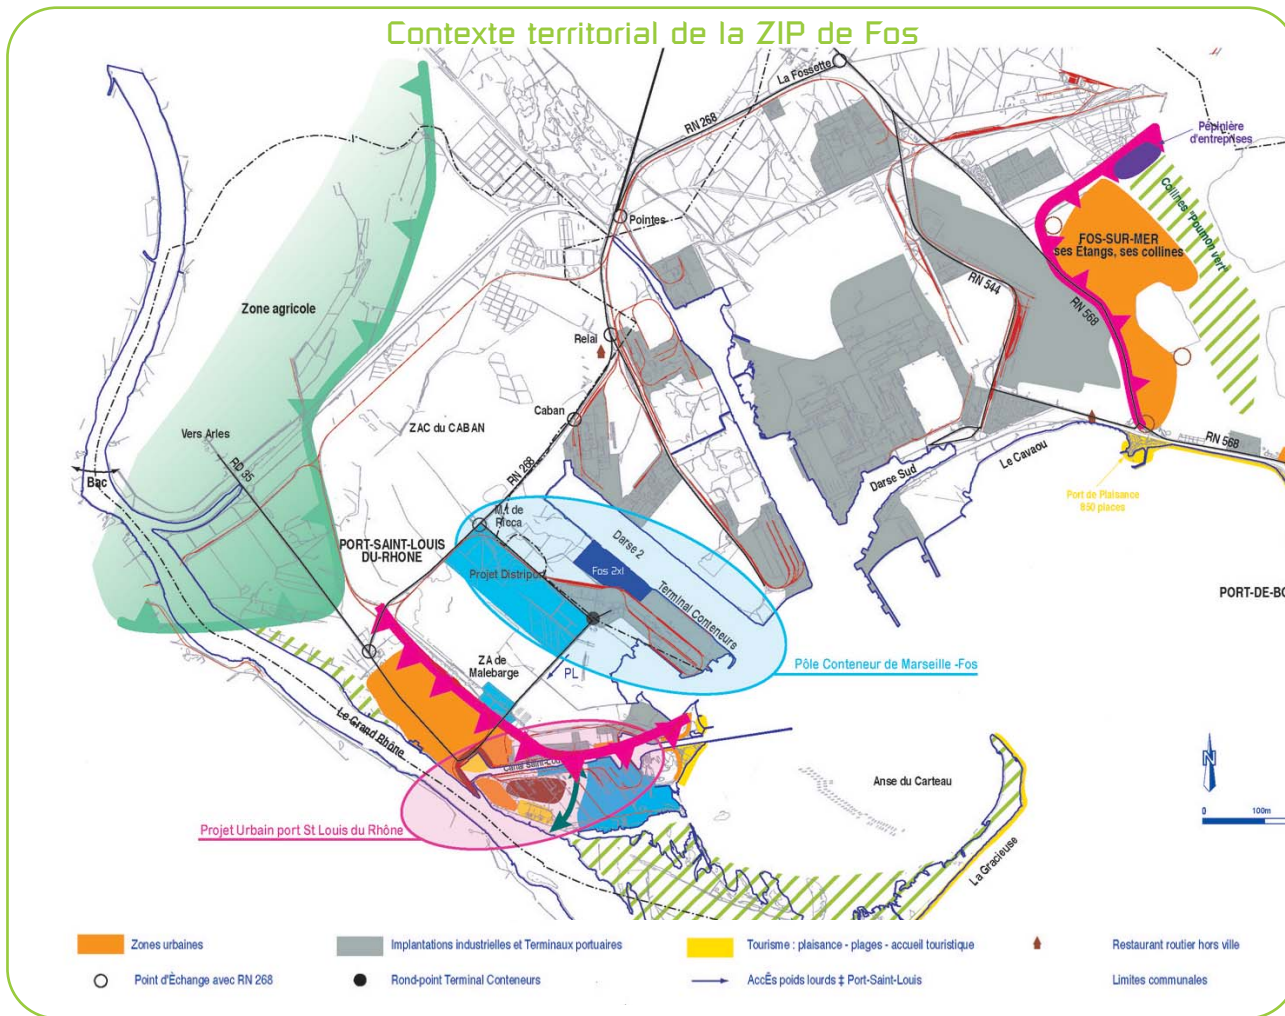 Contexte territorial de la ZIP de Fos
La Fossette
RN 268
Pépinière
d'entreprises
Collines "Poumon vert"
Pointes
FOS-SUR-MER
ses Etangs, ses collines
RN 544
RN 568
Zone agricole
Relai
Caban
ZAC du CABAN
RN 268
Vers Arles
RD 35
Bac
RN 568
Le Cavaou
Darse Sud
Port de Plaisance
850 places
M,t de
Ricca
PORT-SAINT-LOUIS
DU-RHONE
Darse 2
Projet Distriport
Fos 2xl
Terminal Conteneurs
PORT-DE-BO
ZA de
Malebarge
PL
Pôle Conteneur de Marseille -Fos
Le Grand Rhône
Canal Saint-Lou
Anse du Carteau
N
0 100m
La Gracieuse
Projet Urbain port St Louis du Rhône
Zones urbaines
Implantations industrielles et Terminaux portuaires
Tourisme : plaisance - plages - accueil touristique
Restaurant routier hors ville
Point d'Èchange avec RN 268
Rond-point Terminal Conteneurs
AccÊs poids lourds ‡ Port-Saint-Louis
Limites communales